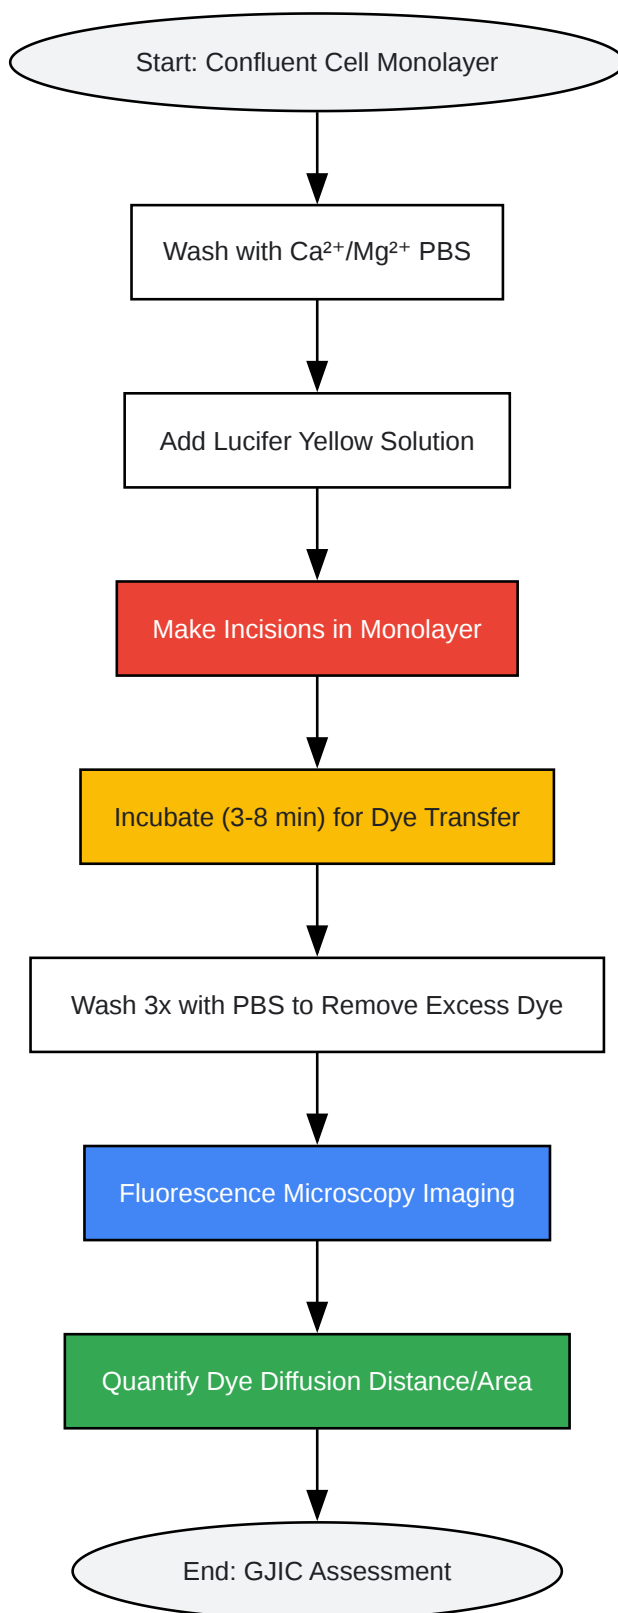 Start: Confluent Cell Monolayer
Wash with Ca²⁺/Mg²⁺ PBS
Add Lucifer Yellow Solution
Make Incisions in Monolayer
Incubate (3-8 min) for Dye Transfer
Wash 3x with PBS to Remove Excess Dye
Fluorescence Microscopy Imaging
Quantify Dye Diffusion Distance/Area
End: GJIC Assessment